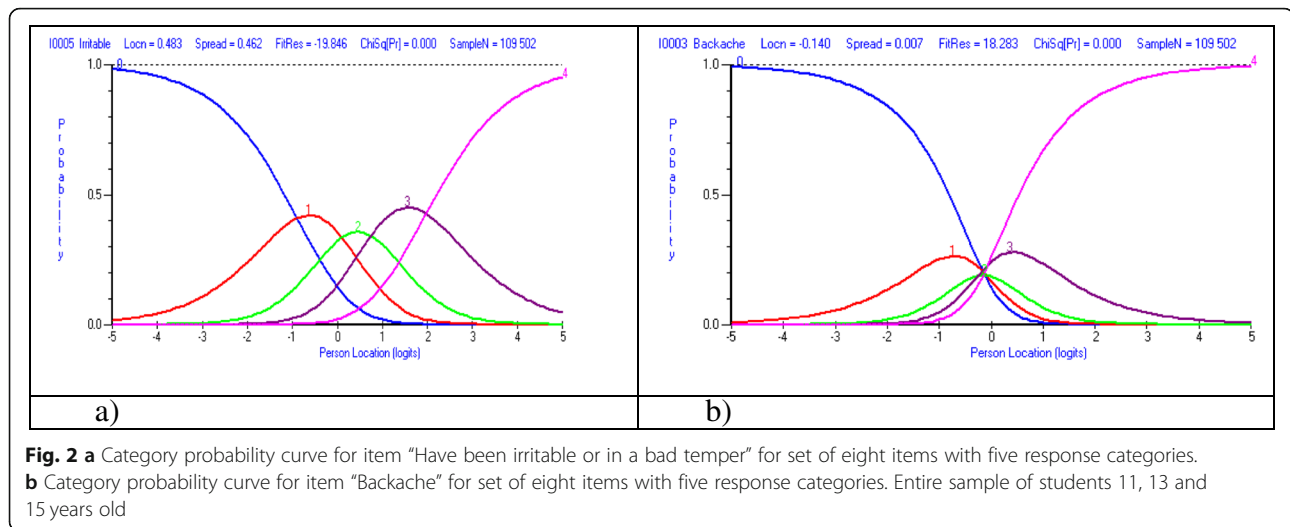 I0005 Irritable Locn = 0.483 Spread = 0.462 FitRes = -19.846 ChiSq[Pr] = 0.000 SampleN = 109 502
1.0
0.5
0.0
Probability
0
1
2
3
4
-5 -4 -3 -2 -1 0 1 2 3 4 5
Person Location (logits)
a)
I0003 Backache Locn = -0.140 Spread = 0.007 FitRes = 18.283 ChiSq[Pr] = 0.000 SampleN = 109 502
1.0
0.5
0.0
Probability
0
1
3
4
-5 -4 -3 -2 -1 0 1 2 3 4 5
Person Location (logits)
b)
Fig. 2 a Category probability curve for item “Have been irritable or in a bad temper” for set of eight items with five response categories.
b Category probability curve for item “Backache” for set of eight items with five response categories. Entire sample of students 11, 13 and
15 years old